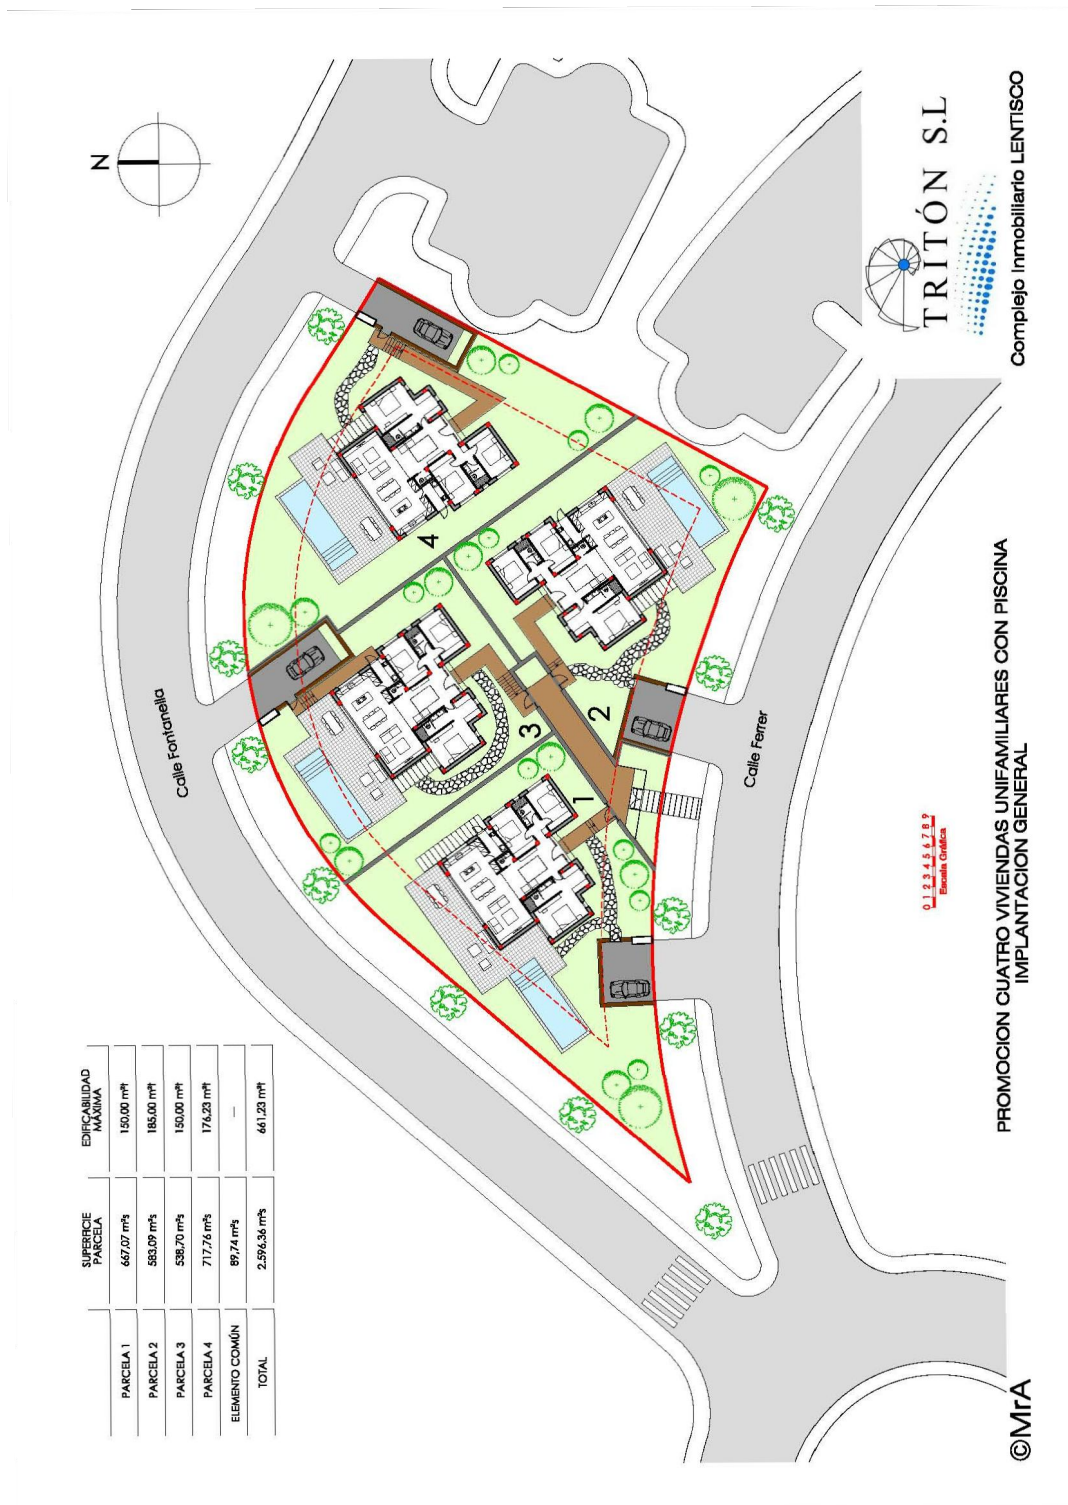 SUPERFICIE PARCELA EDIFICABILIDAD MÁXIMA
PARCELA 1 667,07 m²s 150,00 m²t
PARCELA 2 583,09 m²s 185,00 m²t
PARCELA 3 538,70 m²s 150,00 m²t
PARCELA 4 717,76 m²s 176,23 m²t
ELEMENTO COMÚN 89,74 m²s —
TOTAL 2.596,36 m²s 661,23 m²t
N
Calle Fontanella
4
3
2
1
Calle Ferrer
TRITÓN S.L
Complejo Inmobiliario LENTISCO
0 1 2 3 4 5 6 7 8 9
Escala Gráfica
PROMOCION CUATRO VIVIENDAS UNIFAMILIARES CON PISCINA
IMPLANTACION GENERAL
©MrA